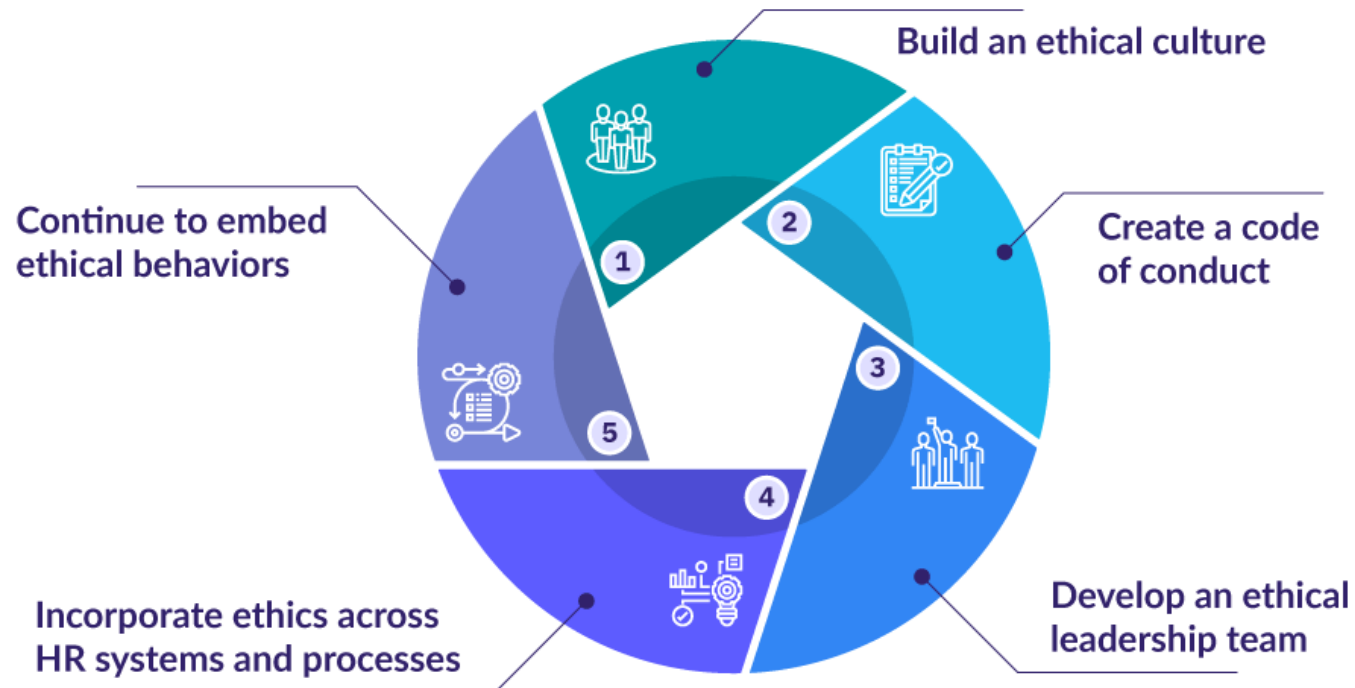 Build an ethical culture
1
2
Create a code
of conduct
3
Develop an ethical
leadership team
4
Incorporate ethics across
HR systems and processes
5
Continue to embed
ethical behaviors